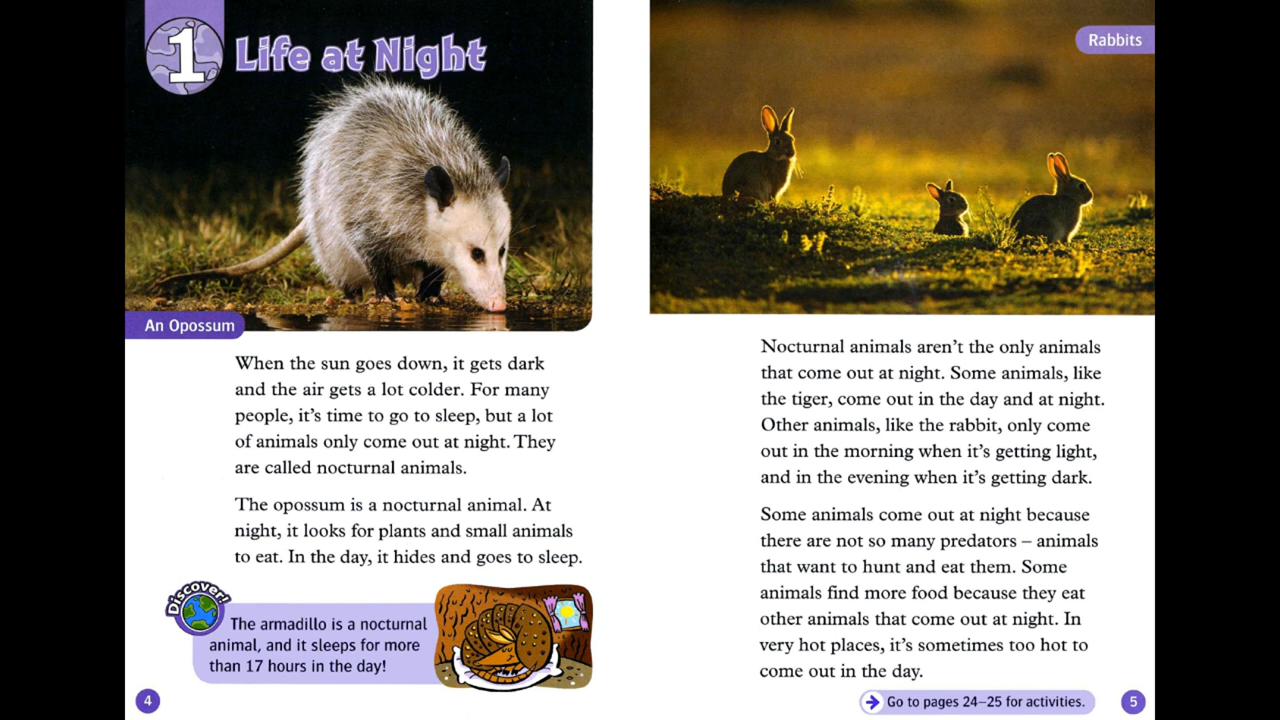 1
Life at Night
An Opossum
When the sun goes down, it gets dark
and the air gets a lot colder. For many
people, it’s time to go to sleep, but a lot
of animals only come out at night. They
are called nocturnal animals.
The opossum is a nocturnal animal. At
night, it looks for plants and small animals
to eat. In the day, it hides and goes to sleep.
Discover!
The armadillo is a nocturnal
animal, and it sleeps for more
than 17 hours in the day!
4
Rabbits
Nocturnal animals aren’t the only animals
that come out at night. Some animals, like
the tiger, come out in the day and at night.
Other animals, like the rabbit, only come
out in the morning when it’s getting light,
and in the evening when it’s getting dark.
Some animals come out at night because
there are not so many predators – animals
that want to hunt and eat them. Some
animals find more food because they eat
other animals that come out at night. In
very hot places, it’s sometimes too hot to
come out in the day.
Go to pages 24–25 for activities.
5